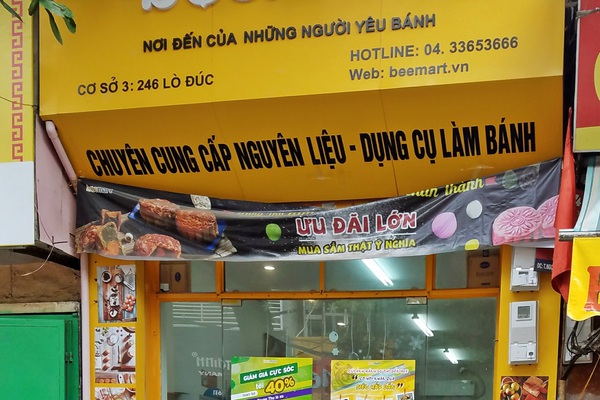 NƠI ĐẾN CỦA NHỮNG NGƯỜI YÊU BÁNH
HOTLINE: 04. 33653666
CƠ SỞ 3: 246 LÒ ĐÚC
Web: beemart.vn
CHUYÊN CUNG CẤP NGUYÊN LIỆU - DỤNG CỤ LÀM BÁNH
ƯU ĐÃI LỚN
MUA SẮM THẬT Ý NGHĨA
GIẢM GIÁ CỰC SỐC
tới 40%